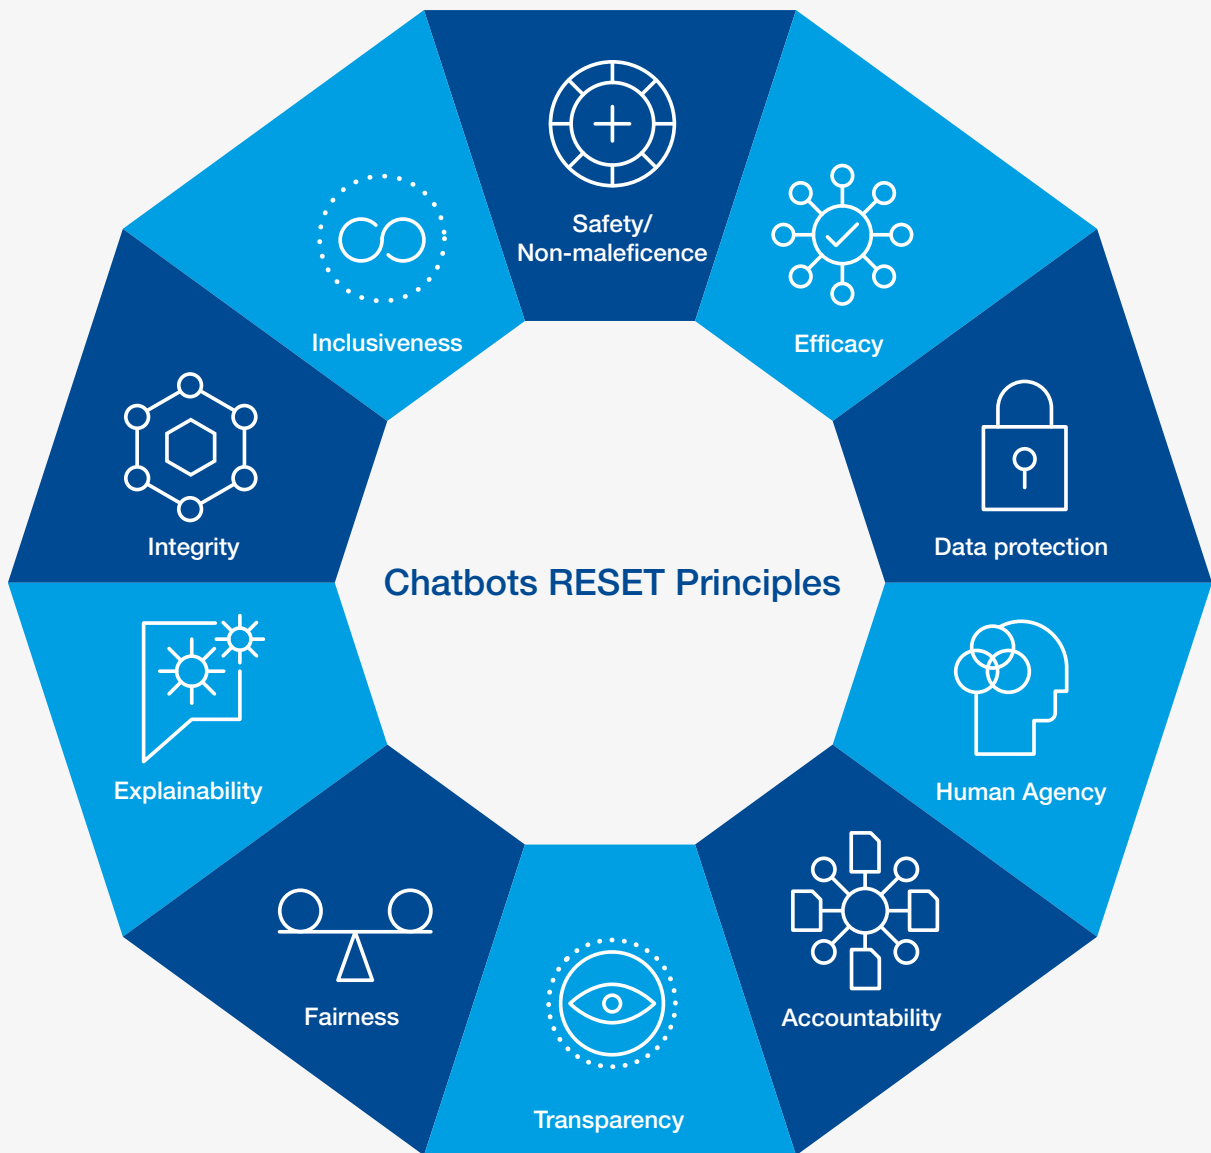 Safety/
Non-maleficence
Inclusiveness
Efficacy
Integrity
Data protection
Chatbots RESET Principles
Explainability
Human Agency
Fairness
Accountability
Transparency